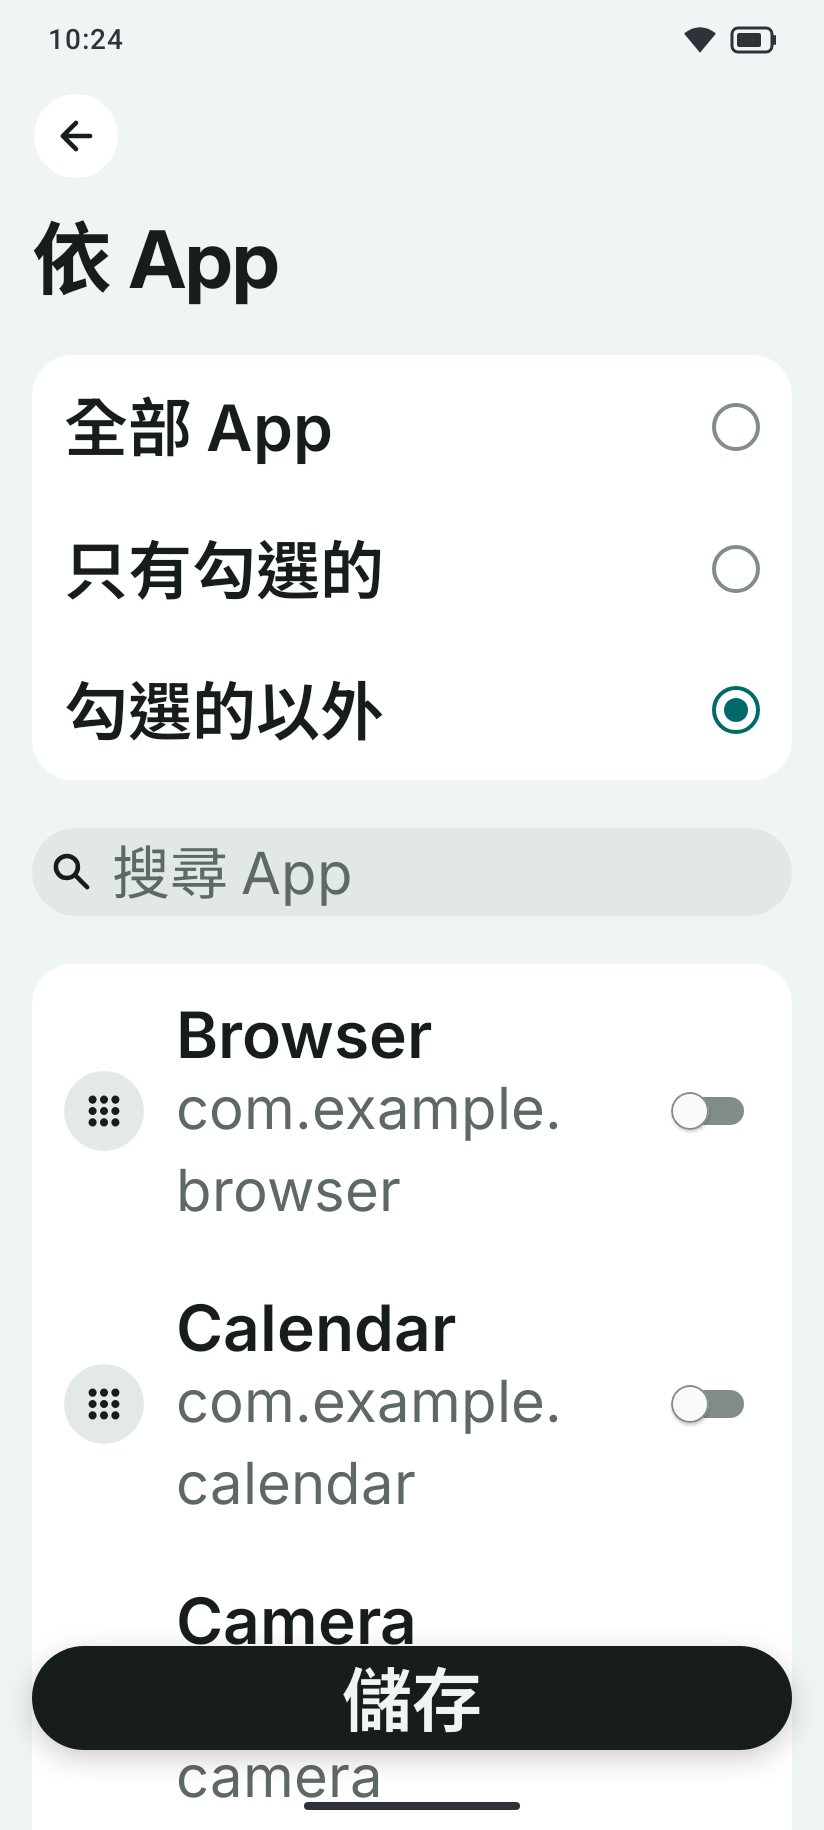 10:24
依 App
全部 App
只有勾選的
勾選的以外
搜尋 App
Browser
com.example.
browser
Calendar
com.example.
calendar
Camera
儲存
camera